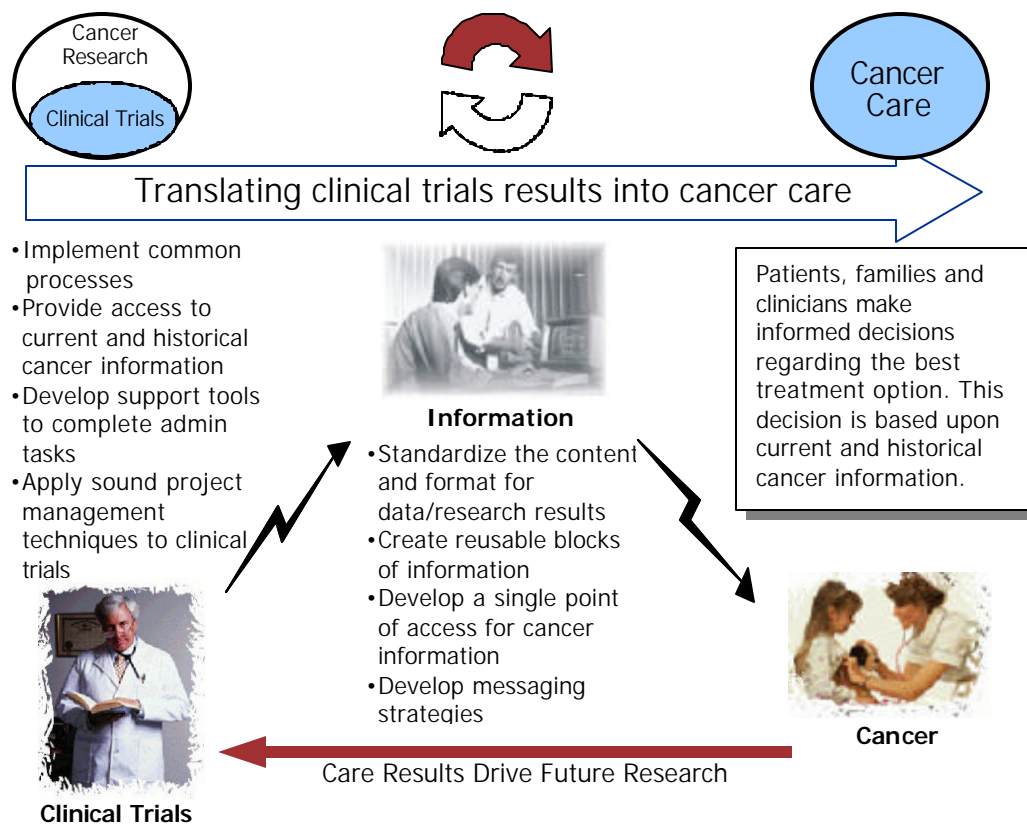 Cancer
Research
Clinical Trials
Cancer
Care
Translating clinical trials results into cancer care
•Implement common
processes
•Provide access to
current and historical
cancer information
•Develop support tools
to complete admin
tasks
•Apply sound project
management
techniques to clinical
trials
Clinical Trials
Information
•Standardize the content
and format for
data/research results
•Create reusable blocks
of information
•Develop a single point
of access for cancer
information
•Develop messaging
strategies
Patients, families and
clinicians make
informed decisions
regarding the best
treatment option. This
decision is based upon
current and historical
cancer information.
Cancer
Care Results Drive Future Research